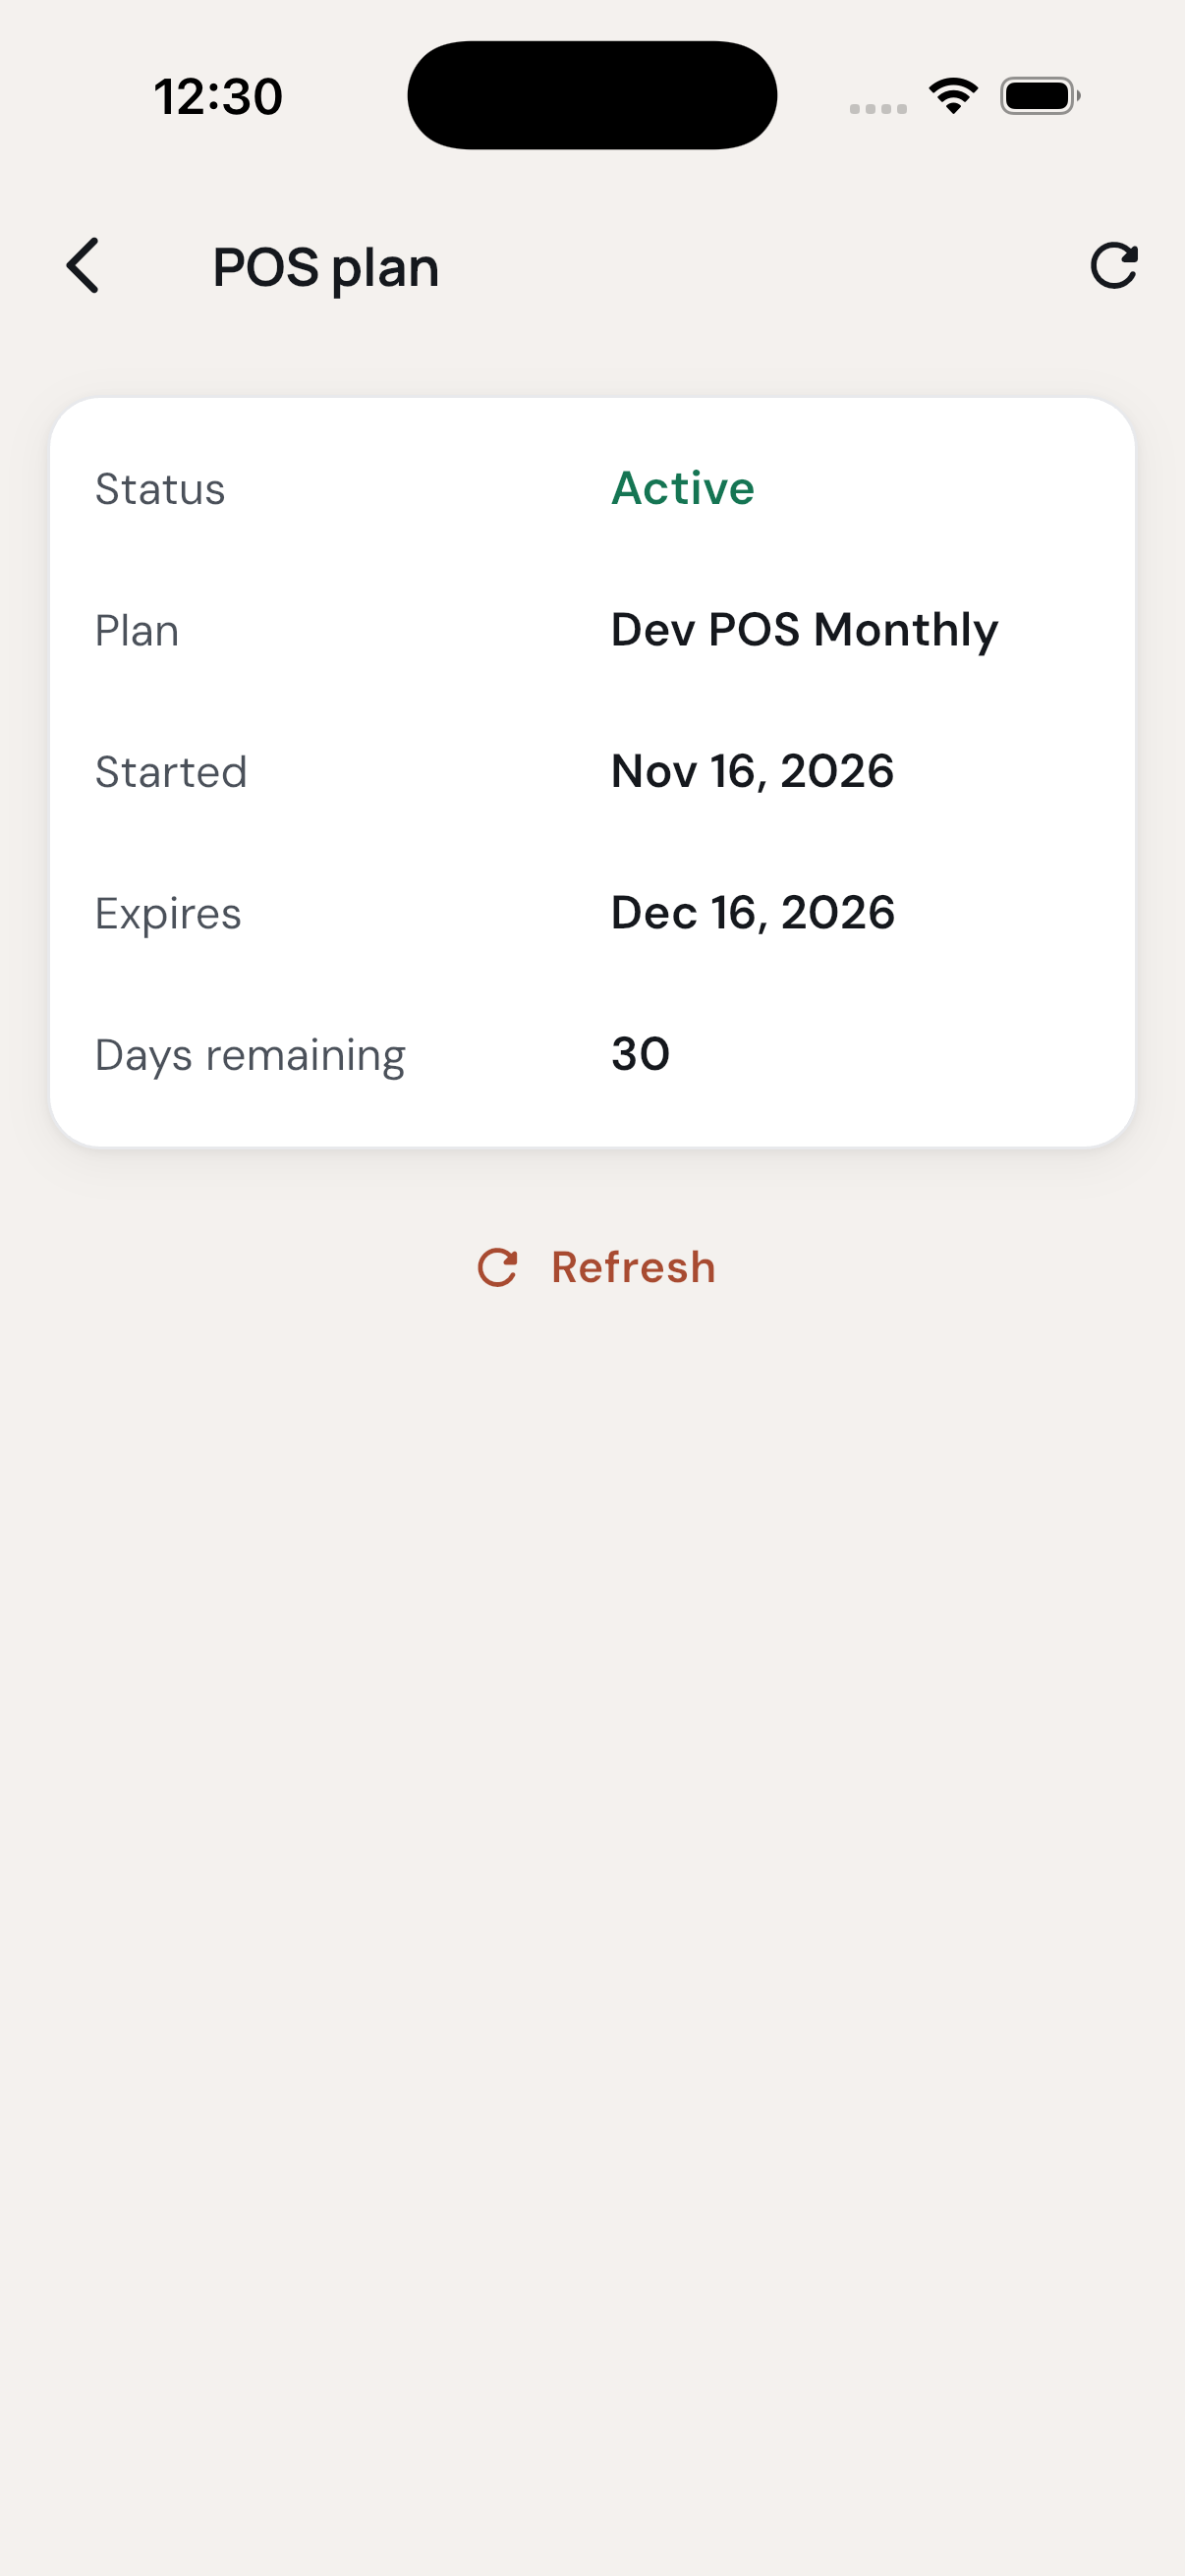 12:30
POS plan
Status Active
Plan Dev POS Monthly
Started Nov 16, 2026
Expires Dec 16, 2026
Days remaining 30
Refresh